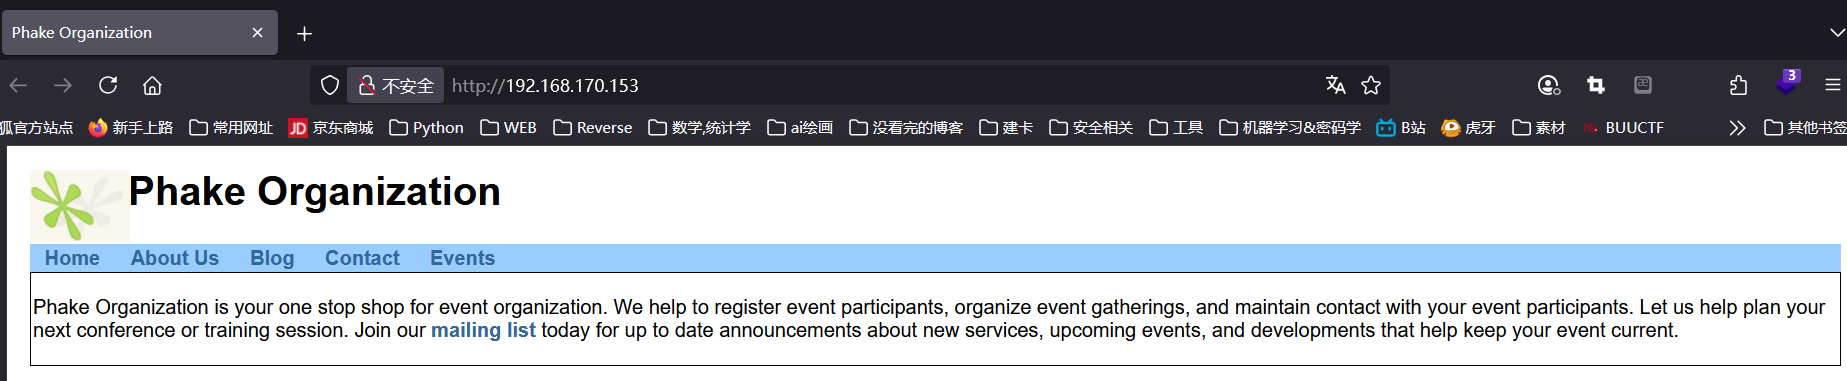 Phake Organization
不安全 http://192.168.170.153 3
狐官方站点 新手上路 常用网址 JD 京东商城 Python WEB Reverse 数学,统计学 ai绘画 没看完的博客 建卡 安全相关 工具 机器学习&密码学 B站 虎牙 素材 BUUCTF 其他书签
Phake Organization
Home About Us Blog Contact Events
Phake Organization is your one stop shop for event organization. We help to register event participants, organize event gatherings, and maintain contact with your event participants. Let us help plan your
next conference or training session. Join our mailing list today for up to date announcements about new services, upcoming events, and developments that help keep your event current.